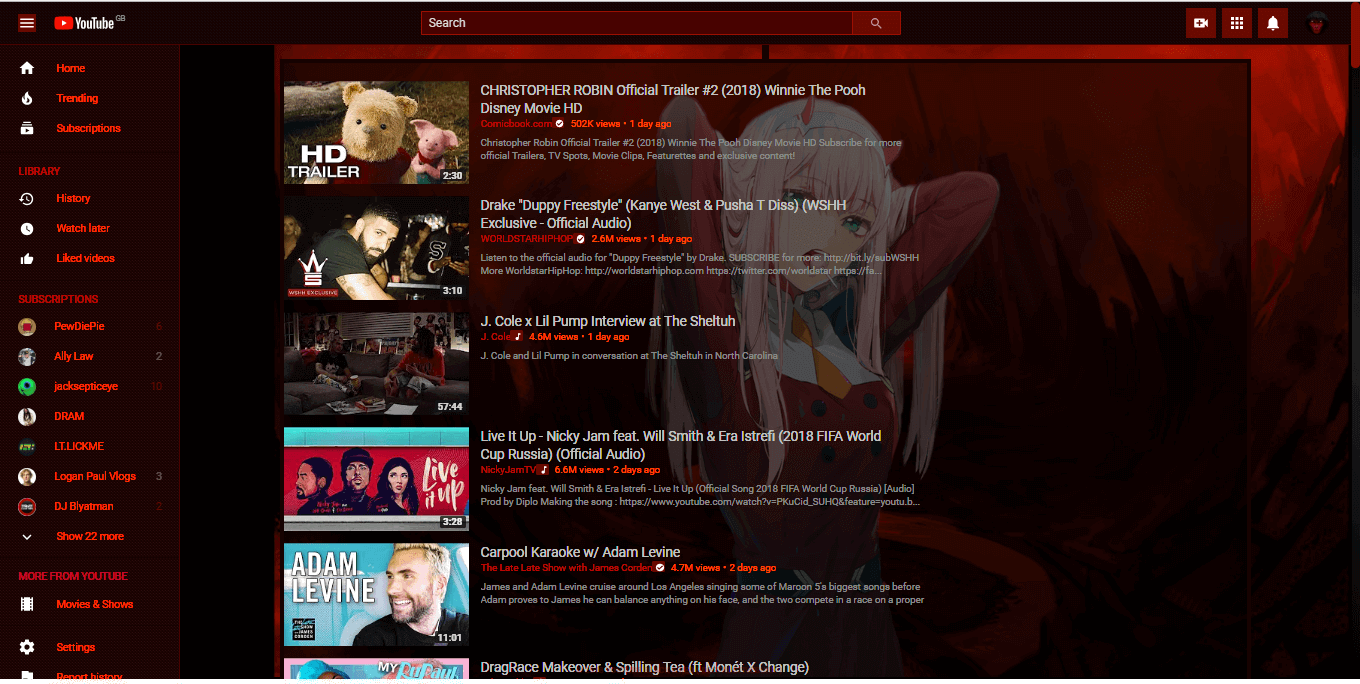 YouTube GB
Search
Home
Trending
Subscriptions
LIBRARY
History
Watch later
Liked videos
SUBSCRIPTIONS
PewDiePie 6
Ally Law 2
jacksepticeye 10
DRAM
LT.LICKME
Logan Paul Vlogs 3
DJ Blyatman 2
Show 22 more
MORE FROM YOUTUBE
Movies & Shows
Settings
Report history
HD
TRAILER
2:30
CHRISTOPHER ROBIN Official Trailer #2 (2018) Winnie The Pooh
Disney Movie HD
Comicbook.com 502K views • 1 day ago
Christopher Robin Official Trailer #2 (2018) Winnie The Pooh Disney Movie HD Subscribe for more
official Trailers, TV Spots, Movie Clips, Featurettes and exclusive content!
WSHH EXCLUSIVE
3:10
Drake "Duppy Freestyle" (Kanye West & Pusha T Diss) (WSHH
Exclusive - Official Audio)
WORLDSTARHIPHOP 2.6M views • 1 day ago
Listen to the official audio for "Duppy Freestyle" by Drake. SUBSCRIBE for more: http://bit.ly/subWSHH
More WorldstarHipHop: http://worldstarhiphop.com https://twitter.com/worldstar https://fa...
57:44
J. Cole x Lil Pump Interview at The Sheltuh
J. Cole 4.6M views • 1 day ago
J. Cole and Lil Pump in conversation at The Sheltuh in North Carolina
Live
it up
3:28
Live It Up - Nicky Jam feat. Will Smith & Era Istrefi (2018 FIFA World
Cup Russia) (Official Audio)
NickyJamTV 6.6M views • 2 days ago
Nicky Jam feat. Will Smith & Era Istrefi - Live It Up (Official Song 2018 FIFA World Cup Russia) [Audio]
Prod by Diplo Making the song : https://www.youtube.com/watch?v=PKuCid_SUHQ&feature=youtu.b...
ADAM
LEVINE
11:01
Carpool Karaoke w/ Adam Levine
The Late Late Show with James Corden 4.7M views • 2 days ago
James and Adam Levine cruise around Los Angeles singing some of Maroon 5's biggest songs before
Adam proves to James he can balance anything on his face, and the two compete in a race on a proper
MY
DragRace Makeover & Spilling Tea (ft Monét X Change)